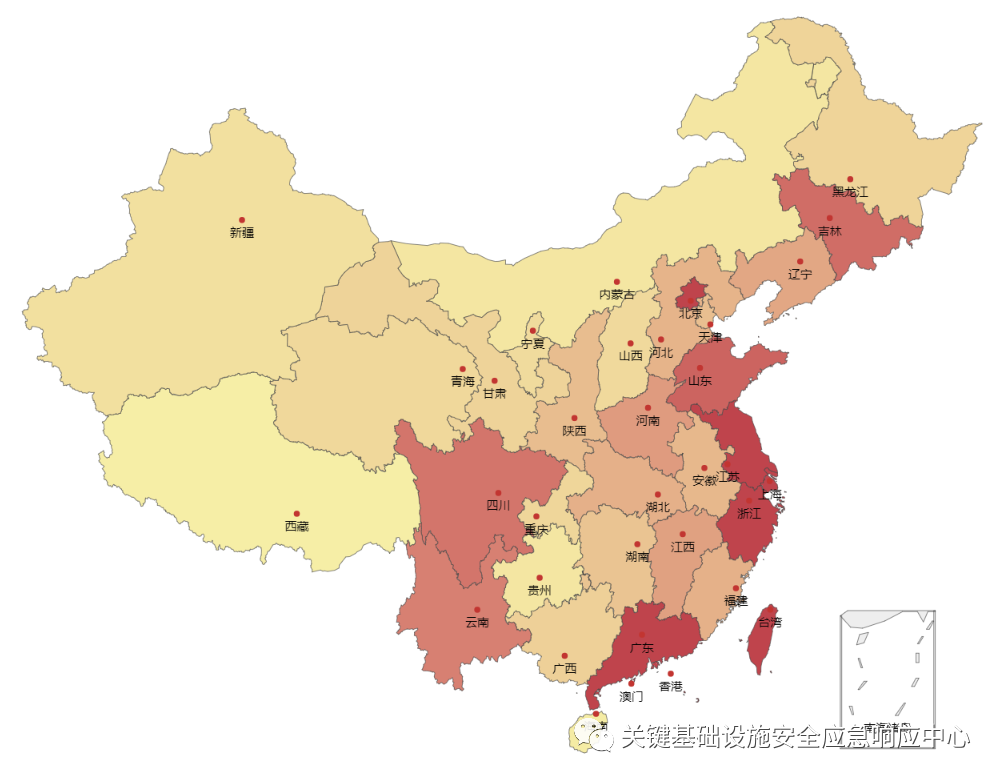 黑龙江
吉林
新疆
辽宁
内蒙古
北京
天津
宁夏
山西
河北
青海
甘肃
山东
陕西
河南
安徽
江苏
上海
四川
湖北
浙江
西藏
重庆
湖南
江西
贵州
福建
云南
台湾
广东
广西
香港
澳门
南海诸岛
关键基础设施安全应急响应中心